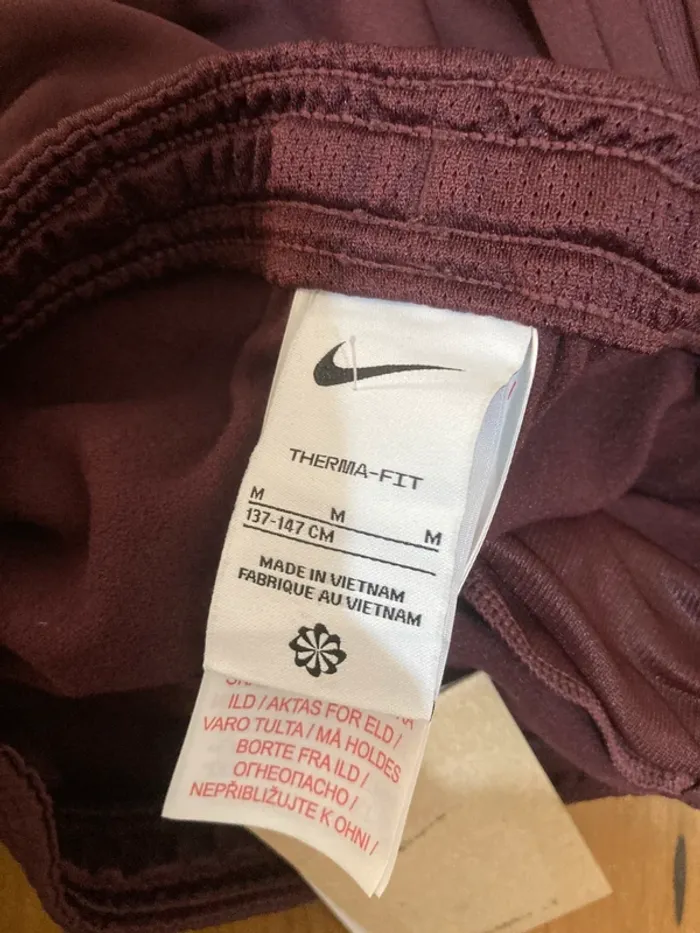 THERMA-FIT
M M M
137-147 CM
MADE IN VIETNAM
FABRIQUE AU VIETNAM
ILD / AKTAS FOR ELD /
VARO TULTA / MÅ HOLDES
BORTE FRA ILD /
ОГНЕОПАСНО /
NEPŘIBLIŽUJTE K OHNI /